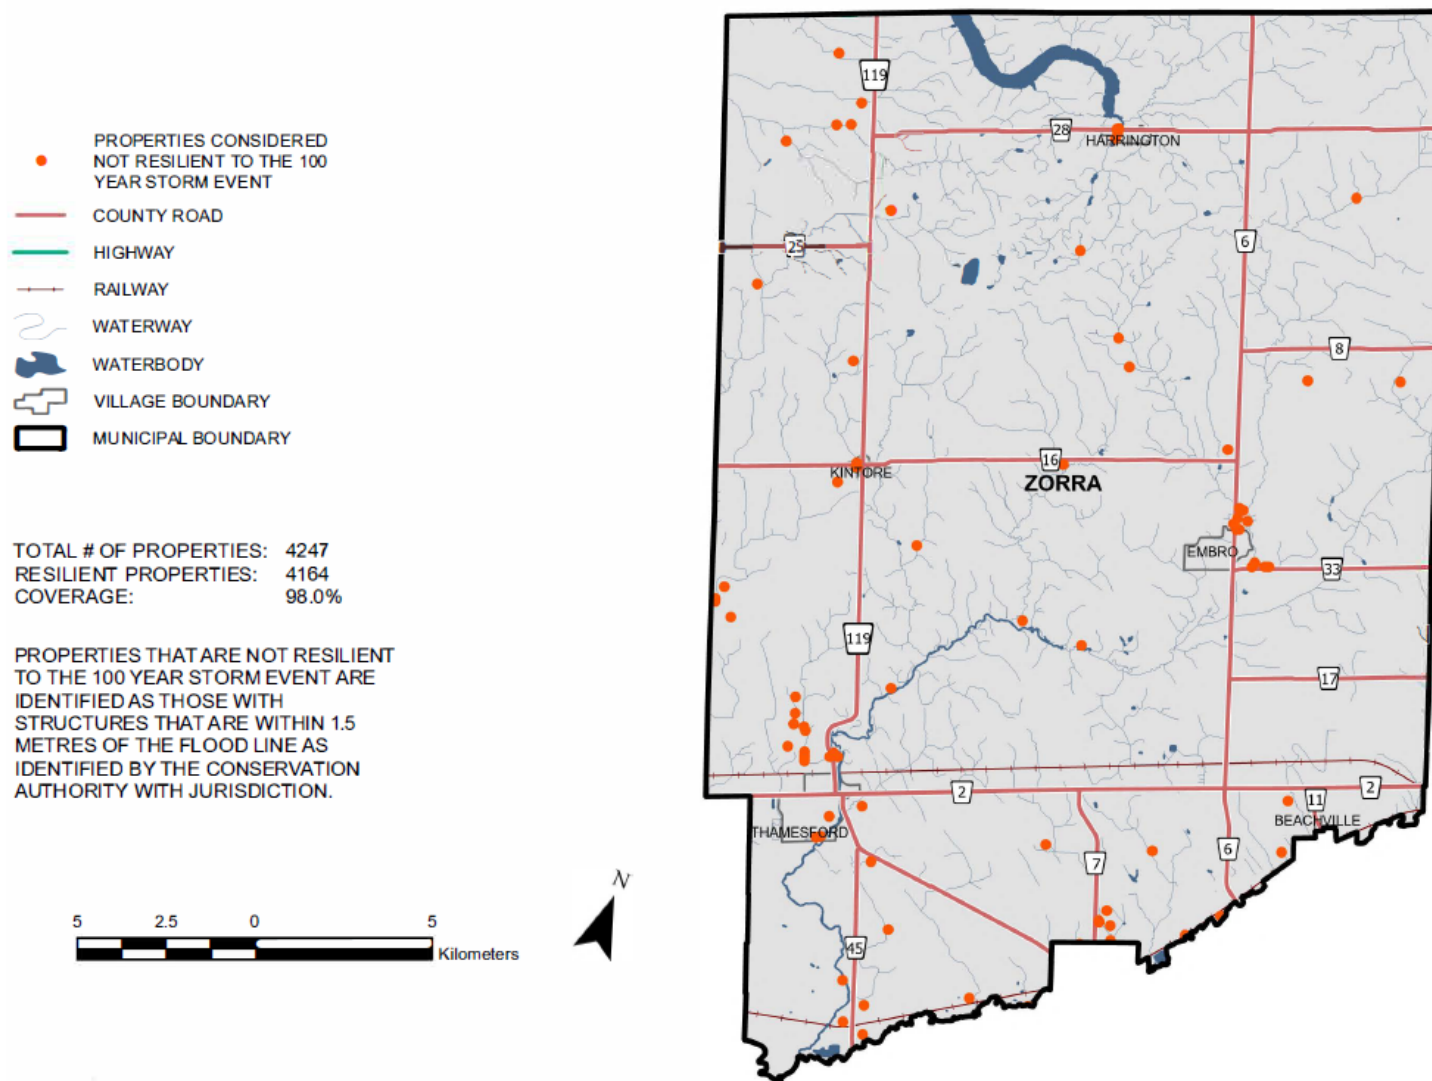 PROPERTIES CONSIDERED
NOT RESILIENT TO THE 100
YEAR STORM EVENT
COUNTY ROAD
HIGHWAY
RAILWAY
WATERWAY
WATERBODY
VILLAGE BOUNDARY
MUNICIPAL BOUNDARY
TOTAL # OF PROPERTIES: 4247
RESILIENT PROPERTIES: 4164
COVERAGE: 98.0%
PROPERTIES THAT ARE NOT RESILIENT
TO THE 100 YEAR STORM EVENT ARE
IDENTIFIED AS THOSE WITH
STRUCTURES THAT ARE WITHIN 1.5
METRES OF THE FLOOD LINE AS
IDENTIFIED BY THE CONSERVATION
AUTHORITY WITH JURISDICTION.
N
5 2.5 0 5
Kilometers
119
28
HARRINGTON
25
6
8
16
KINTORE
ZORRA
EMBRO
33
119
17
2
2
11
BEACHVILLE
THAMESFORD
7
6
45